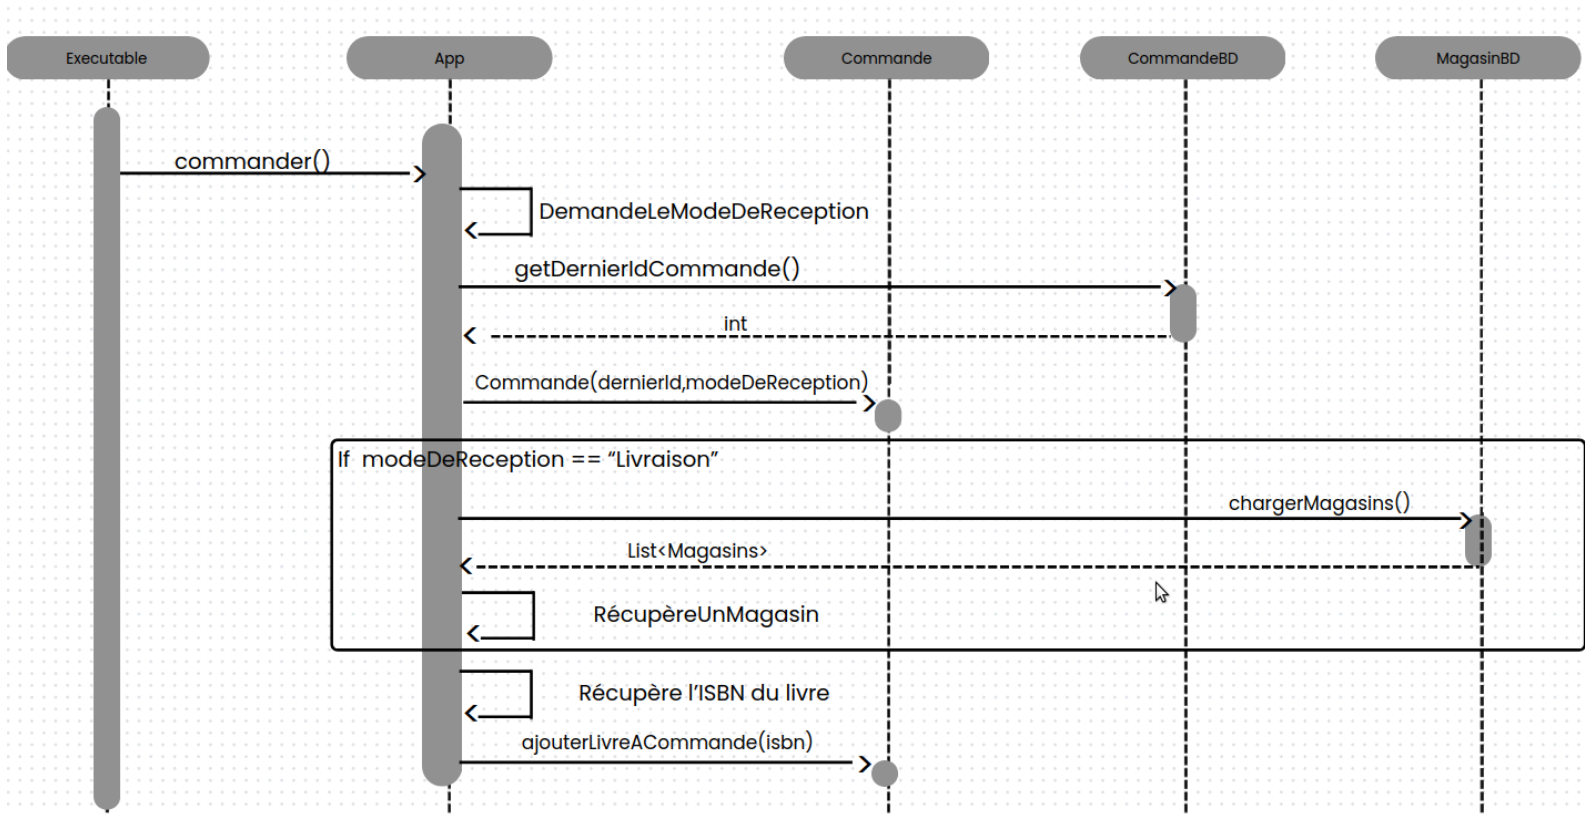 Executable
App
Commande
CommandeBD
MagasinBD
commander()
DemandeLeModeDeReception
getDernierIdCommande()
int
Commande(dernierId,modeDeReception)
If modeDeReception == “Livraison”
chargerMagasins()
List<Magasins>
RécupèreUnMagasin
Récupère l’ISBN du livre
ajouterLivreACommande(isbn)